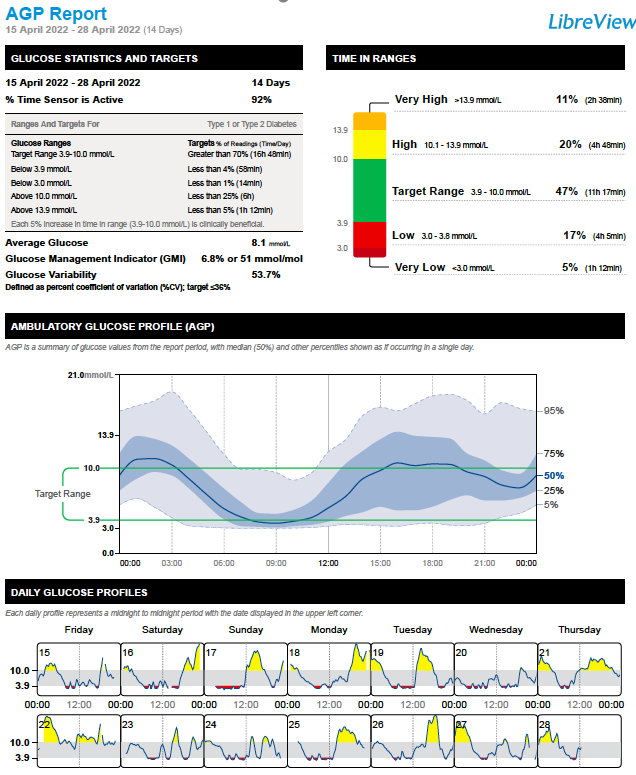 AGP Report
15 April 2022 - 28 April 2022 (14 Days)
LibreView
GLUCOSE STATISTICS AND TARGETS
15 April 2022 - 28 April 2022 14 Days
% Time Sensor is Active 92%
Ranges And Targets For Type 1 or Type 2 Diabetes
Glucose Ranges Targets % of Readings (Time/Day)
Target Range 3.9-10.0 mmol/L Greater than 70% (16h 48min)
Below 3.9 mmol/L Less than 4% (58min)
Below 3.0 mmol/L Less than 1% (14min)
Above 10.0 mmol/L Less than 25% (6h)
Above 13.9 mmol/L Less than 5% (1h 12min)
Each 5% increase in time in range (3.9-10.0 mmol/L) is clinically beneficial.
Average Glucose 8.1 mmol/L
Glucose Management Indicator (GMI) 6.8% or 51 mmol/mol
Glucose Variability 53.7%
Defined as percent coefficient of variation (%CV); target ≤36%
TIME IN RANGES
Very High >13.9 mmol/L 11% (2h 38min)
13.9
High 10.1 - 13.9 mmol/L 20% (4h 48min)
10.0
Target Range 3.9 - 10.0 mmol/L 47% (11h 17min)
3.9
Low 3.0 - 3.8 mmol/L 17% (4h 5min)
3.0
Very Low <3.0 mmol/L 5% (1h 12min)
AMBULATORY GLUCOSE PROFILE (AGP)
AGP is a summary of glucose values from the report period, with median (50%) and other percentiles shown as if occurring in a single day.
21.0 mmol/L
95%
13.9
75%
10.0
50%
Target Range
25%
5%
3.9
3.0
0.0
00:00 03:00 06:00 09:00 12:00 15:00 18:00 21:00 00:00
DAILY GLUCOSE PROFILES
Each daily profile represents a midnight to midnight period with the date displayed in the upper left corner.
Friday Saturday Sunday Monday Tuesday Wednesday Thursday
15 16 17 18 19 20 21
10.0
3.9
00:00 12:00 00:00 12:00 00:00 12:00 00:00 12:00 00:00 12:00 00:00 12:00 00:00 12:00 00:00
22 23 24 25 26 27 28
10.0
3.9